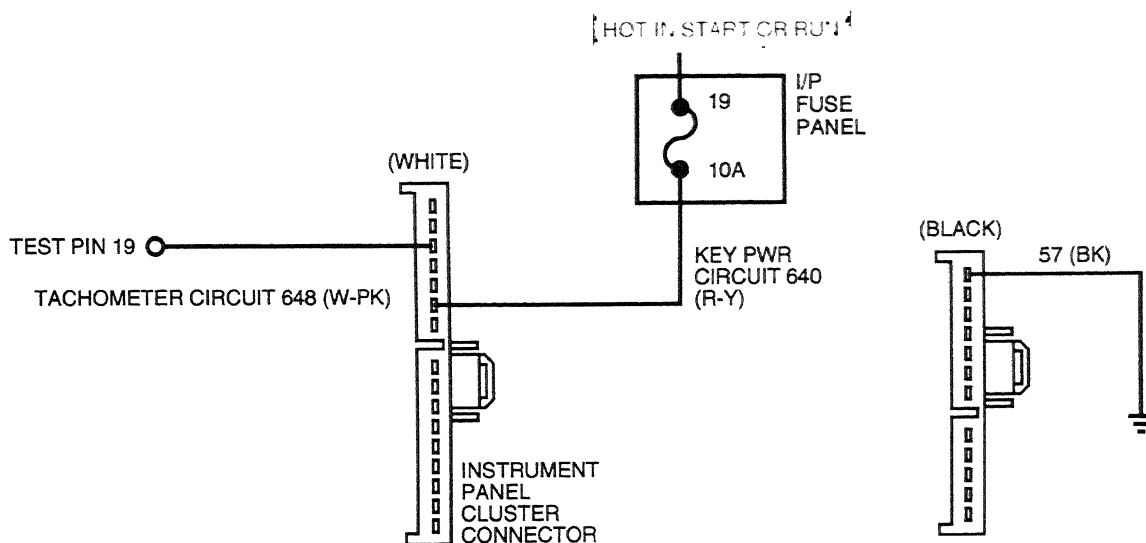 HOT IN START OR RUN
I/P
FUSE
PANEL
19
10A
(WHITE)
TEST PIN 19
KEY PWR
CIRCUIT 640
(R-Y)
TACHOMETER CIRCUIT 648 (W-PK)
(BLACK)
57 (BK)
INSTRUMENT
PANEL
CLUSTER
CONNECTOR